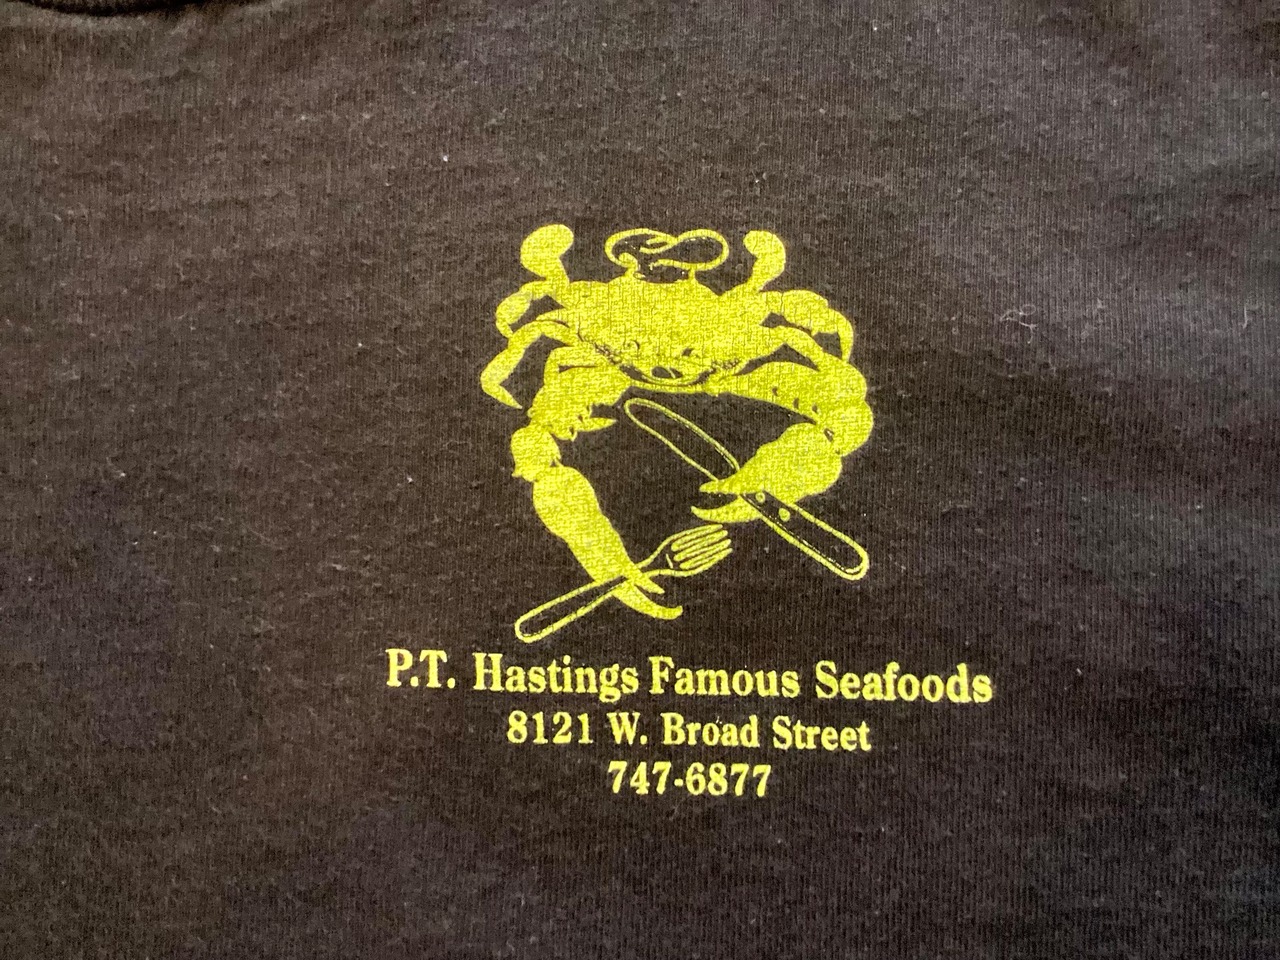 P.T. Hastings Famous Seafoods
8121 W. Broad Street
747-6877